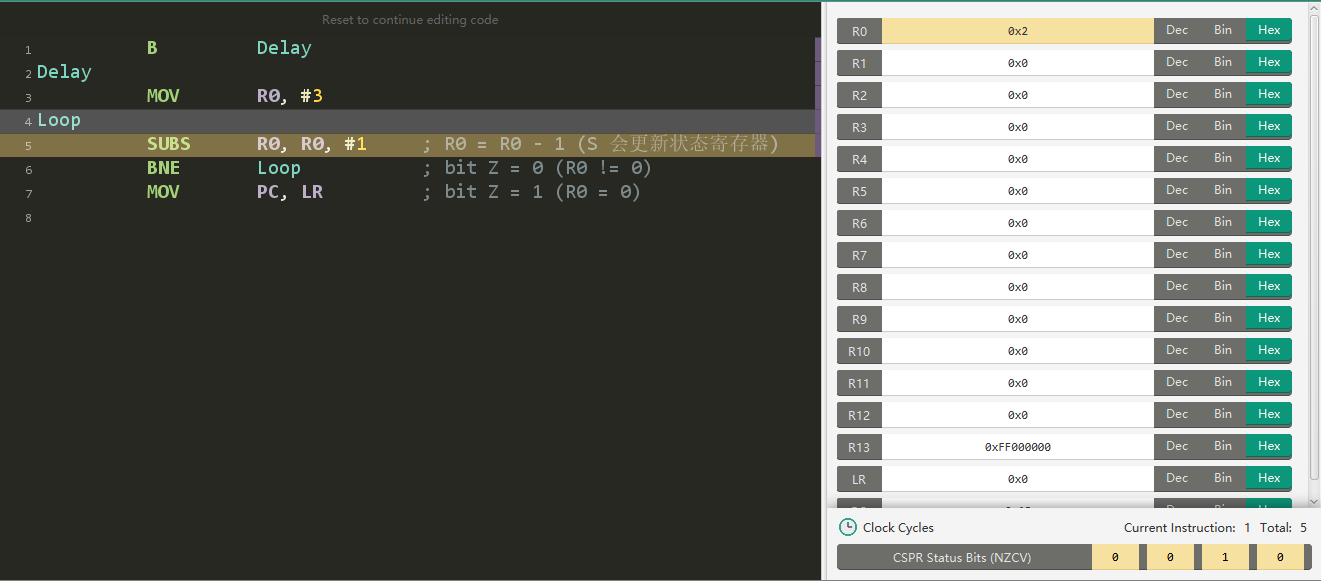 Reset to continue editing code
1 B Delay
2 Delay
3 MOV R0, #3
4 Loop
5 SUBS R0, R0, #1 ; R0 = R0 - 1 (S 会更新状态寄存器)
6 BNE Loop ; bit Z = 0 (R0 != 0)
7 MOV PC, LR ; bit Z = 1 (R0 = 0)
8
R0 0x2 Dec Bin Hex
R1 0x0 Dec Bin Hex
R2 0x0 Dec Bin Hex
R3 0x0 Dec Bin Hex
R4 0x0 Dec Bin Hex
R5 0x0 Dec Bin Hex
R6 0x0 Dec Bin Hex
R7 0x0 Dec Bin Hex
R8 0x0 Dec Bin Hex
R9 0x0 Dec Bin Hex
R10 0x0 Dec Bin Hex
R11 0x0 Dec Bin Hex
R12 0x0 Dec Bin Hex
R13 0xFF000000 Dec Bin Hex
LR 0x0 Dec Bin Hex
Clock Cycles Current Instruction: 1 Total: 5
CSPR Status Bits (NZCV) 0 0 1 0